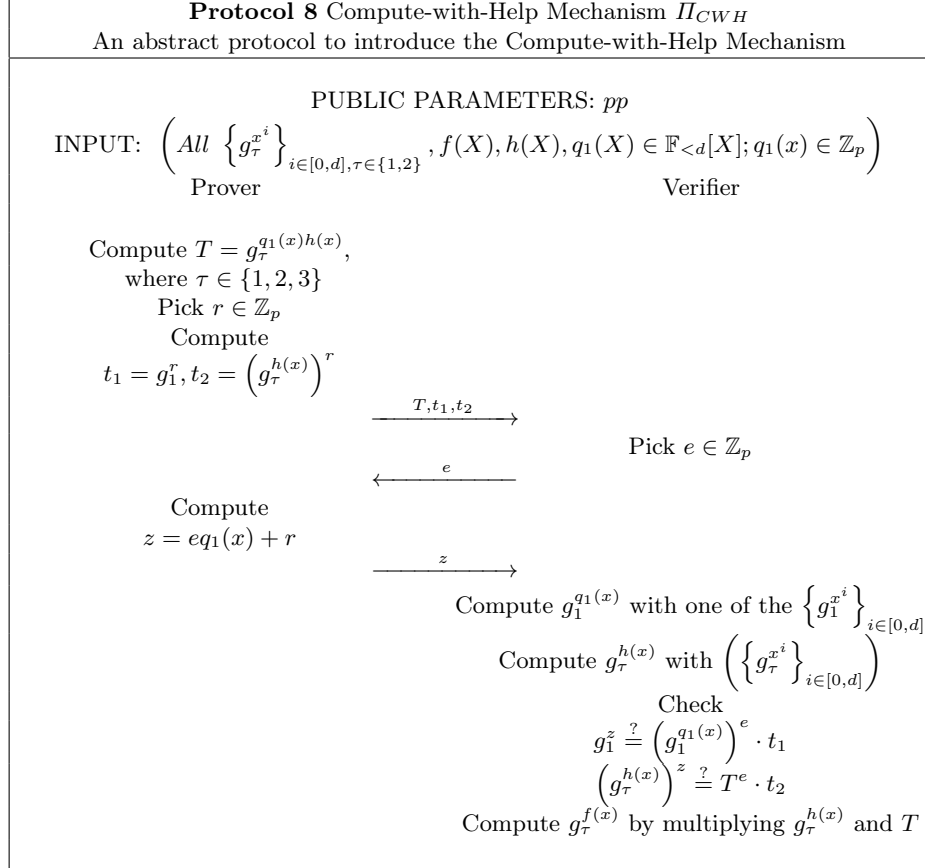 Protocol 8 Compute-with-Help Mechanism Π_{CWH}
An abstract protocol to introduce the Compute-with-Help Mechanism
PUBLIC PARAMETERS: pp
INPUT: ( All {g_τ^{x^i}}_{i∈[0,d],τ∈{1,2}} , f(X), h(X), q_1(X) ∈ 𝔽_{<d}[X]; q_1(x) ∈ ℤ_p )
Prover Verifier
Compute T = g_τ^{q_1(x)h(x)},
where τ ∈ {1, 2, 3}
Pick r ∈ ℤ_p
Compute
t_1 = g_1^r, t_2 = (g_τ^{h(x)})^r
T,t_1,t_2
Pick e ∈ ℤ_p
e
Compute
z = eq_1(x) + r
z
Compute g_1^{q_1(x)} with one of the {g_1^{x^i}}_{i∈[0,d]}
Compute g_τ^{h(x)} with ({g_τ^{x^i}}_{i∈[0,d]})
Check
g_1^z ≟ (g_1^{q_1(x)})^e · t_1
(g_τ^{h(x)})^z ≟ T^e · t_2
Compute g_τ^{f(x)} by multiplying g_τ^{h(x)} and T